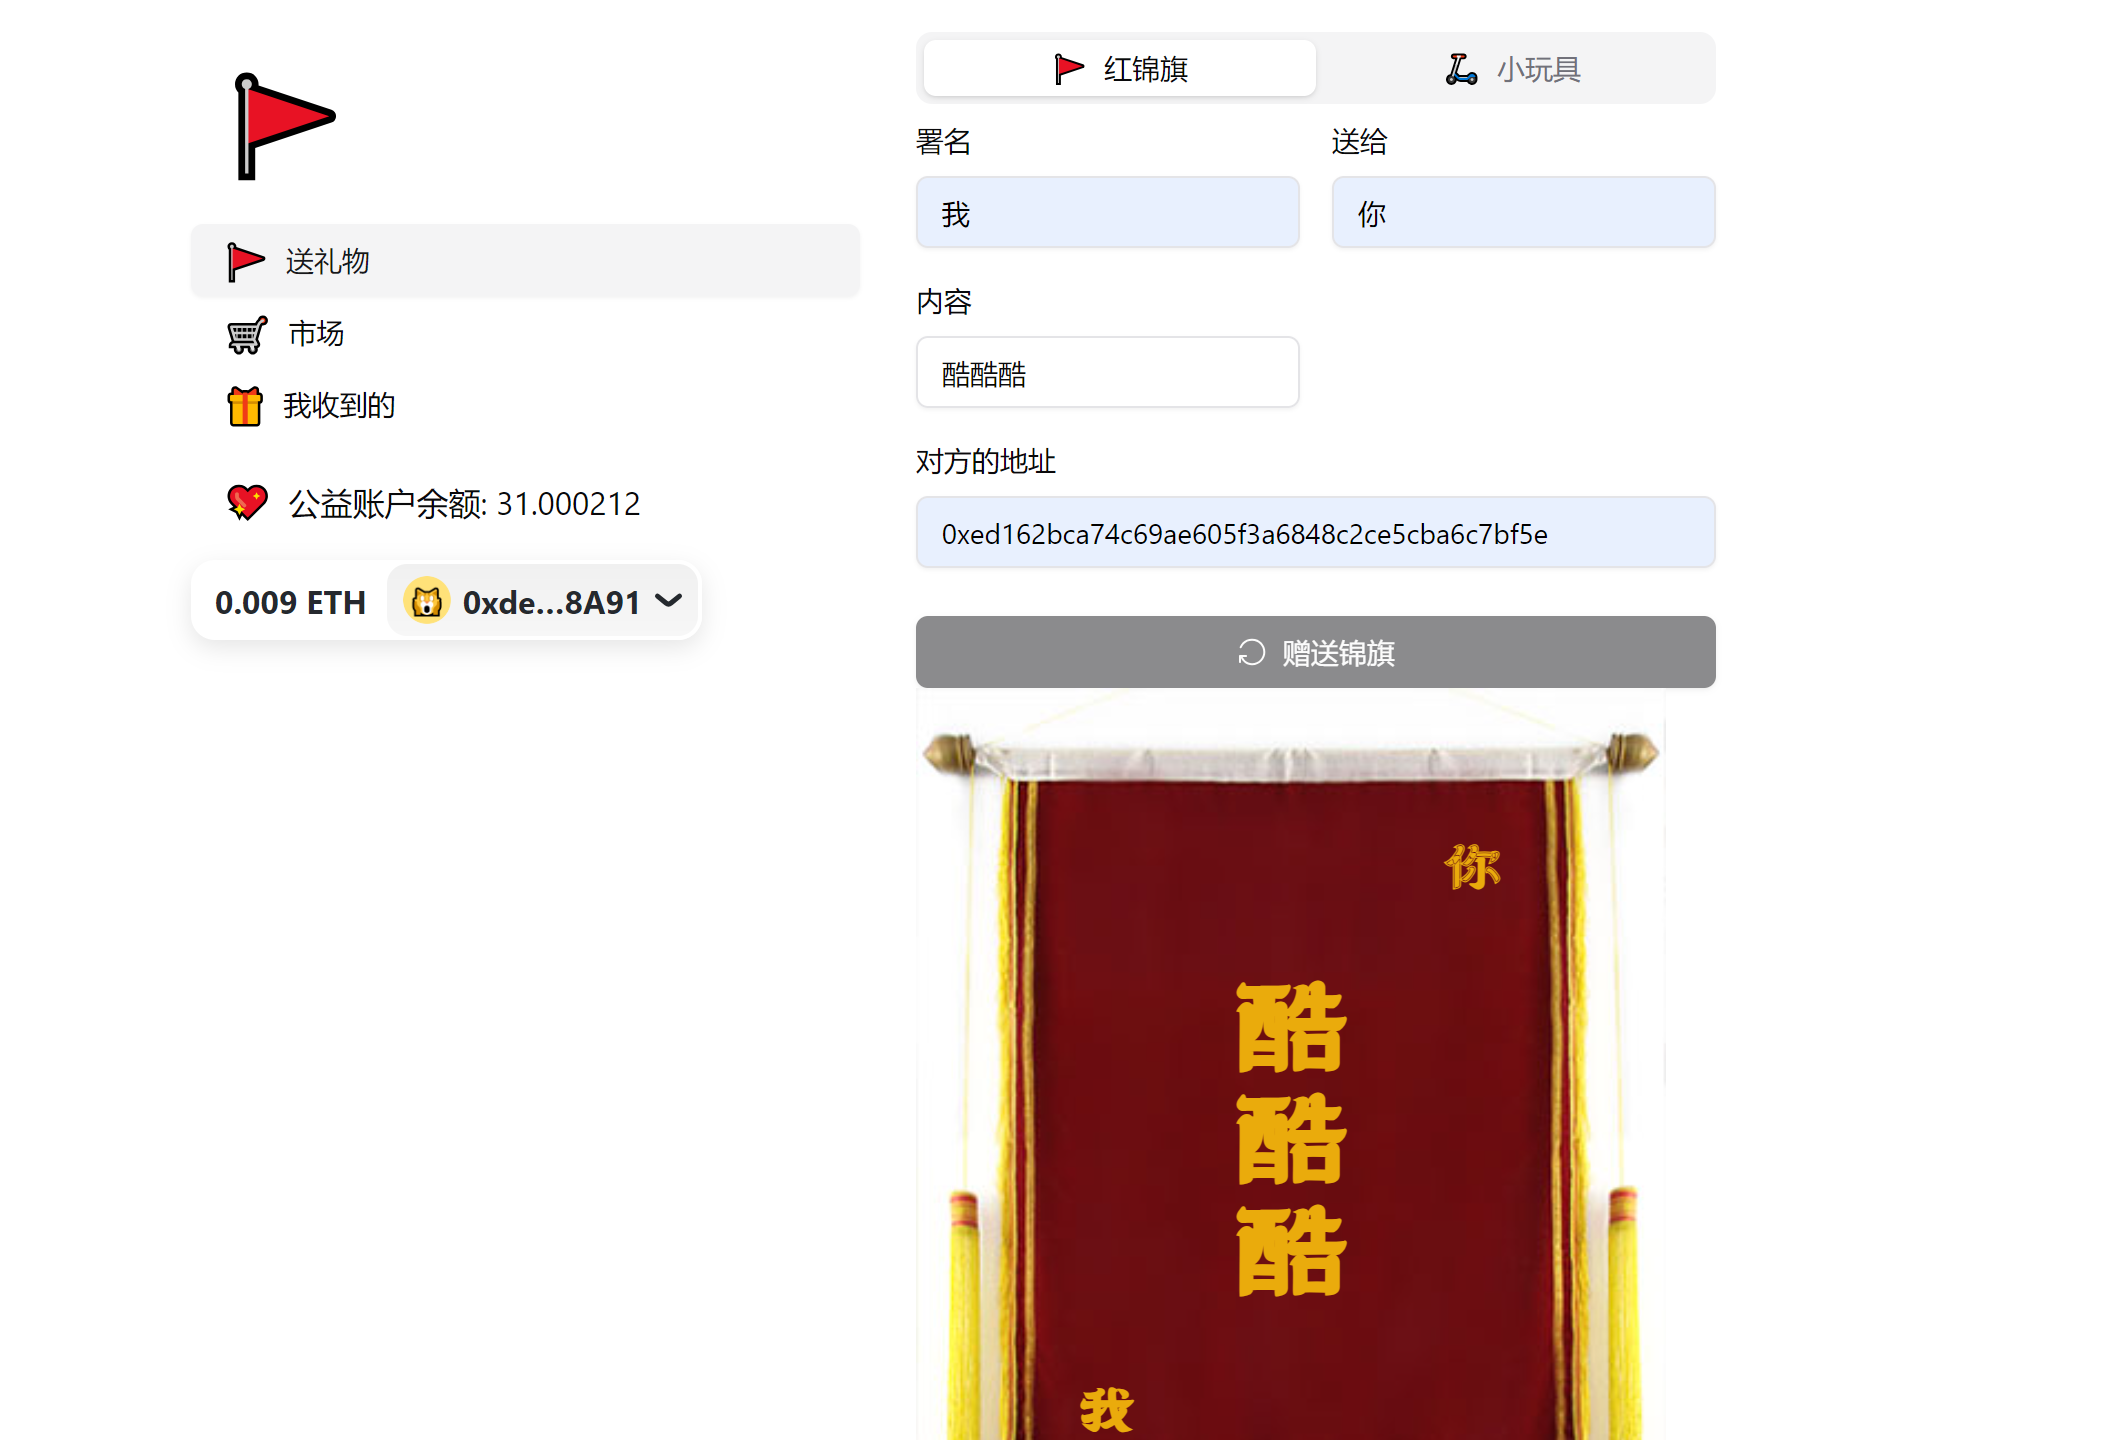 送礼物
市场
我收到的
公益账户余额: 31.000212
0.009 ETH 0xde...8A91
红锦旗 小玩具
署名 送给
我 你
内容
酷酷酷
对方的地址
0xed162bca74c69ae605f3a6848c2ce5cba6c7bf5e
赠送锦旗
你
酷
酷
酷
我